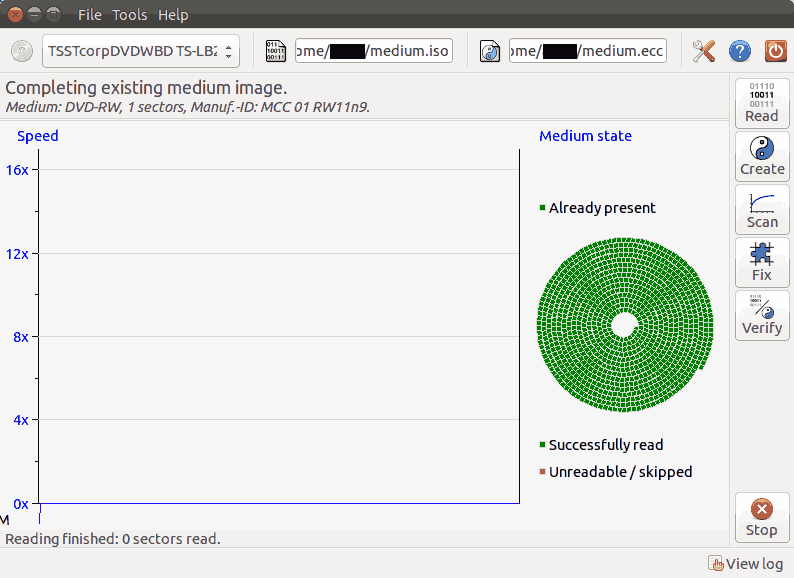 File Tools Help
TSSTcorpDVDWBD TS-LB2
ome/ /medium.iso
ome/ /medium.ecc
Completing existing medium image.
Medium: DVD-RW, 1 sectors, Manuf.-ID: MCC 01 RW11n9.
Speed
Medium state
16x
12x
8x
4x
0x
M
Already present
Successfully read
Unreadable / skipped
01110
10011
00111
Read
Create
Scan
Fix
Verify
Stop
Reading finished: 0 sectors read.
View log